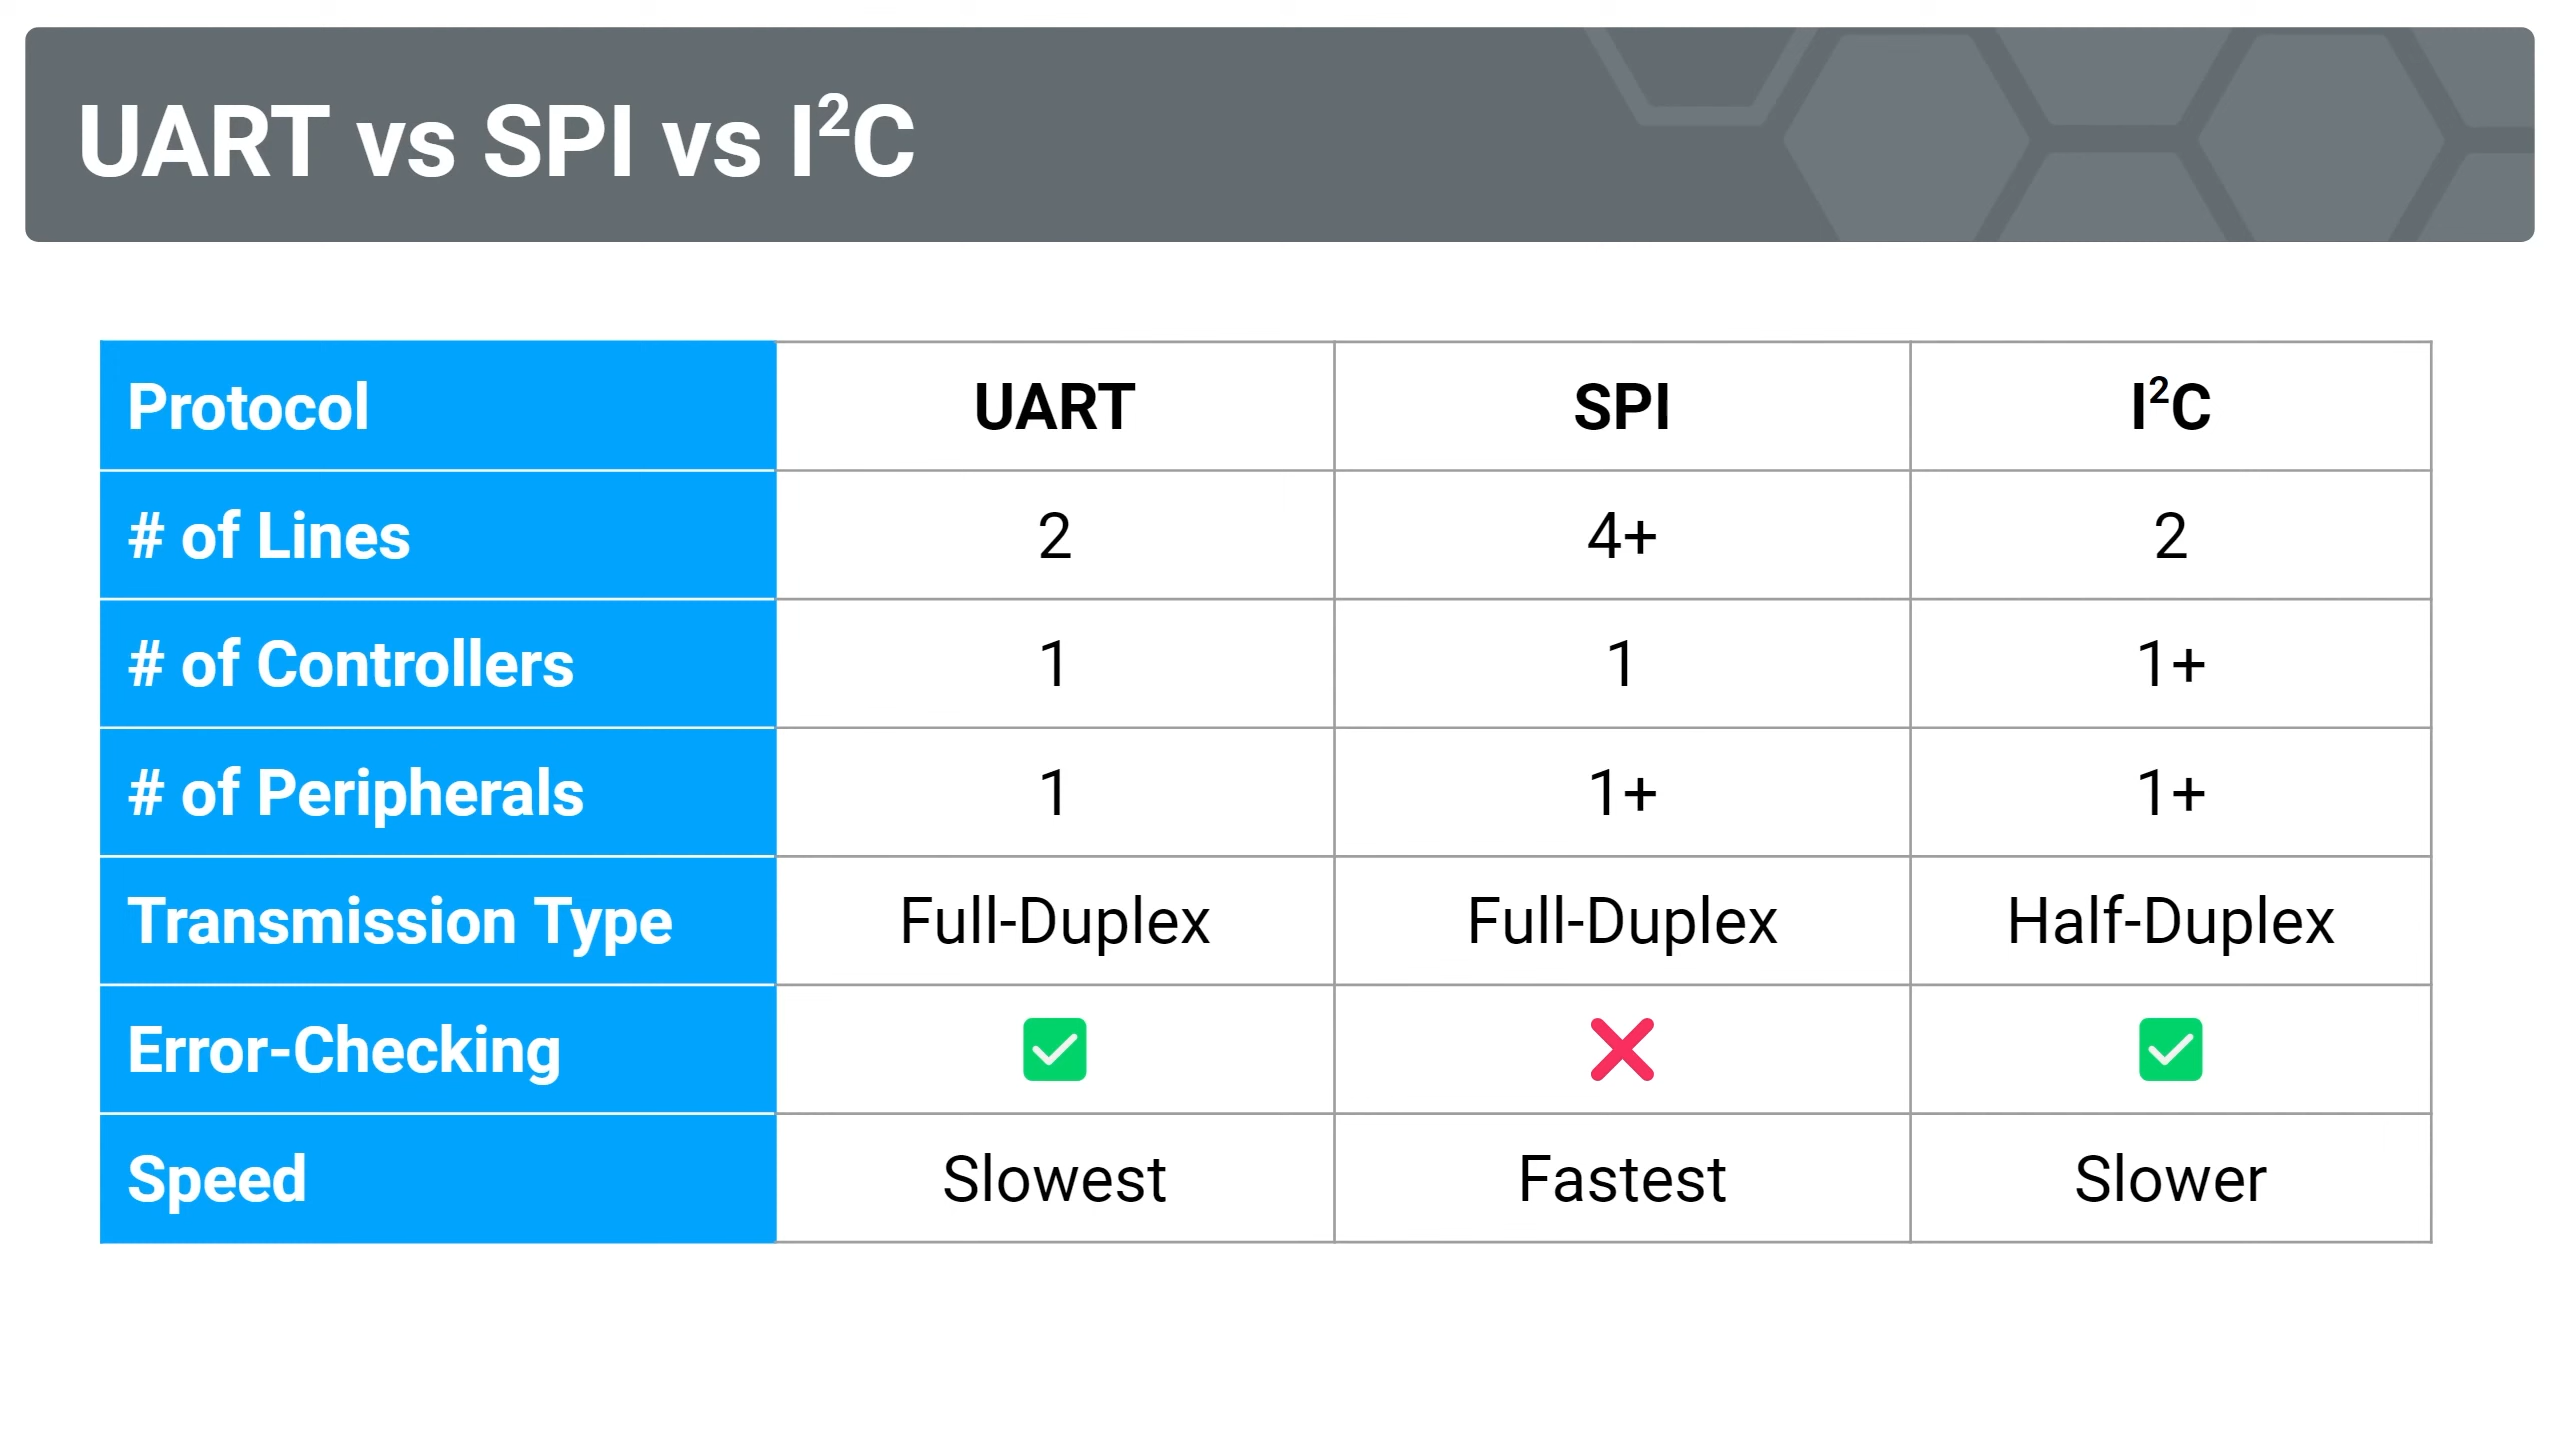 UART vs SPI vs I²C
Protocol UART SPI I²C
# of Lines 2 4+ 2
# of Controllers 1 1 1+
# of Peripherals 1 1+ 1+
Transmission Type Full-Duplex Full-Duplex Half-Duplex
Error-Checking ✅ ❌ ✅
Speed Slowest Fastest Slower